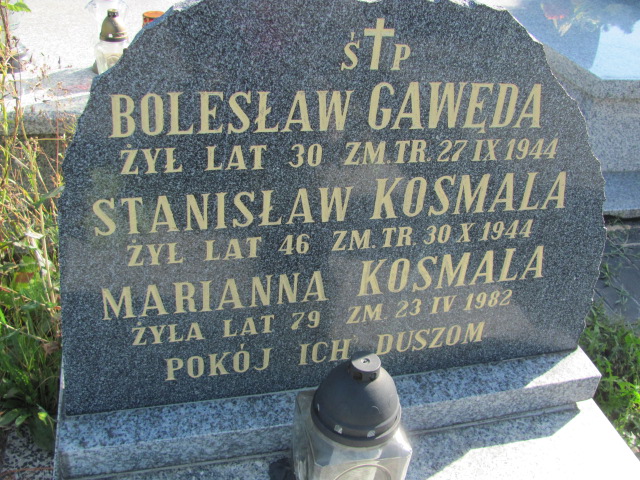 Ś P
BOLESŁAW GAWĘDA
ŻYŁ LAT 30 ZM. TR. 27 IX 1944
STANISŁAW KOSMALA
ŻYŁ LAT 46 ZM. TR. 30 X 1944
MARIANNA KOSMALA
ŻYŁA LAT 79 ZM. 23 IV 1982
POKÓJ ICH DUSZOM